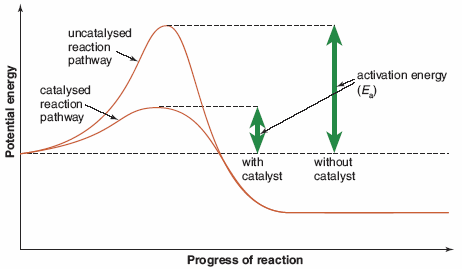 uncatalysed
reaction
pathway
catalysed
reaction
pathway
activation energy
(Ea)
with
catalyst
without
catalyst
Potential energy
Progress of reaction